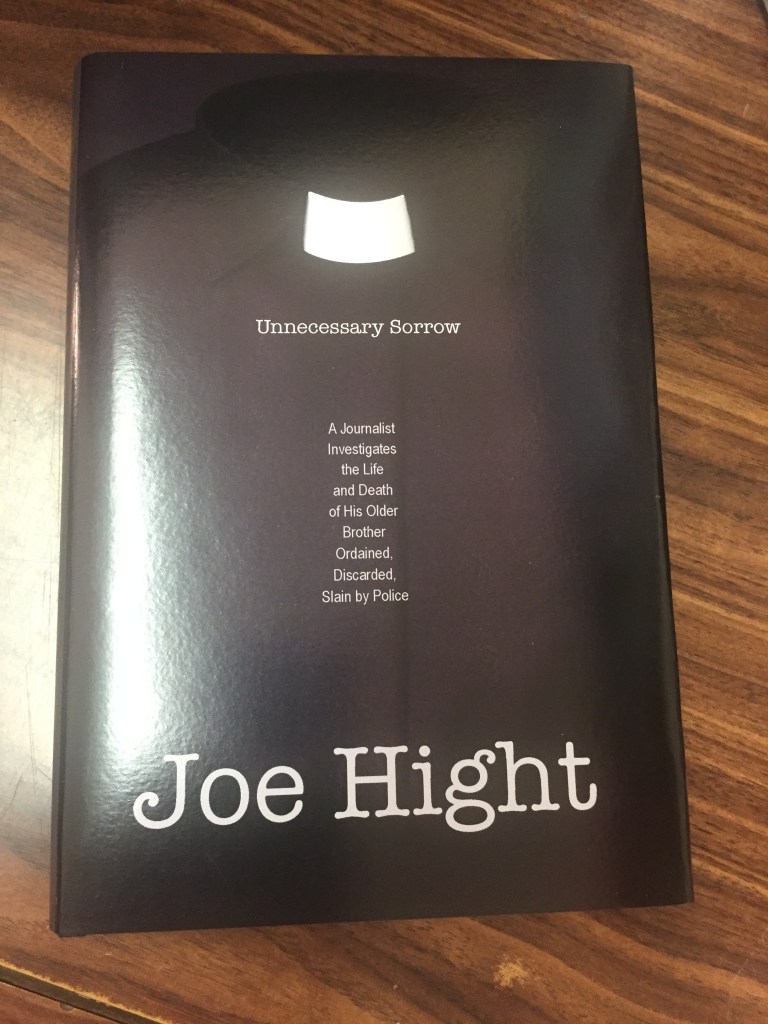 Unnecessary Sorrow
A Journalist
Investigates
the Life
and Death
of His Older
Brother
Ordained,
Discarded,
Slain by Police
Joe Hight